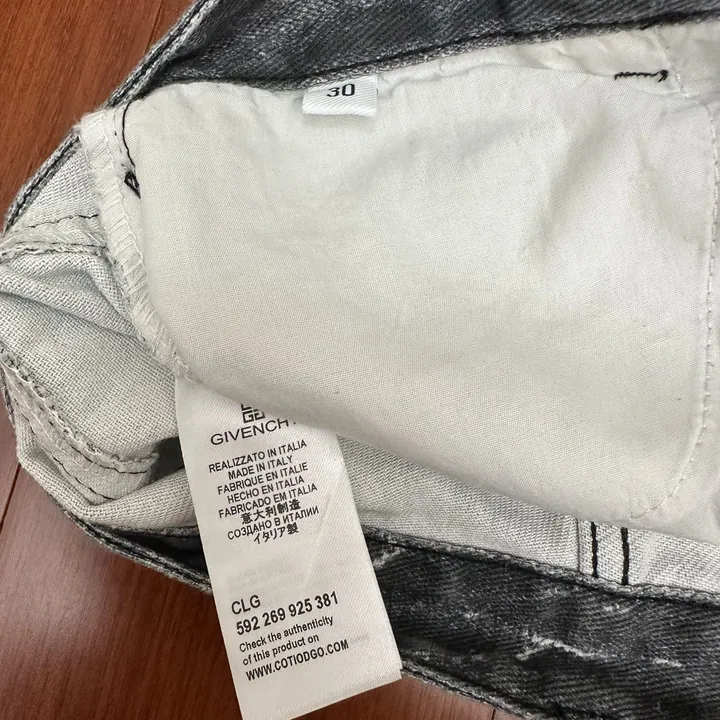 30
GIVENCHY
REALIZZATO IN ITALIA
MADE IN ITALY
FABRIQUE EN ITALIE
HECHO EN ITALIA
FABRICADO EM ITALIA
意大利制造
СОЗДАНО В ИТАЛИИ
イタリア製
CLG
592 269 925 381
Check the authenticity
of this product on
WWW.COTIODGO.COM